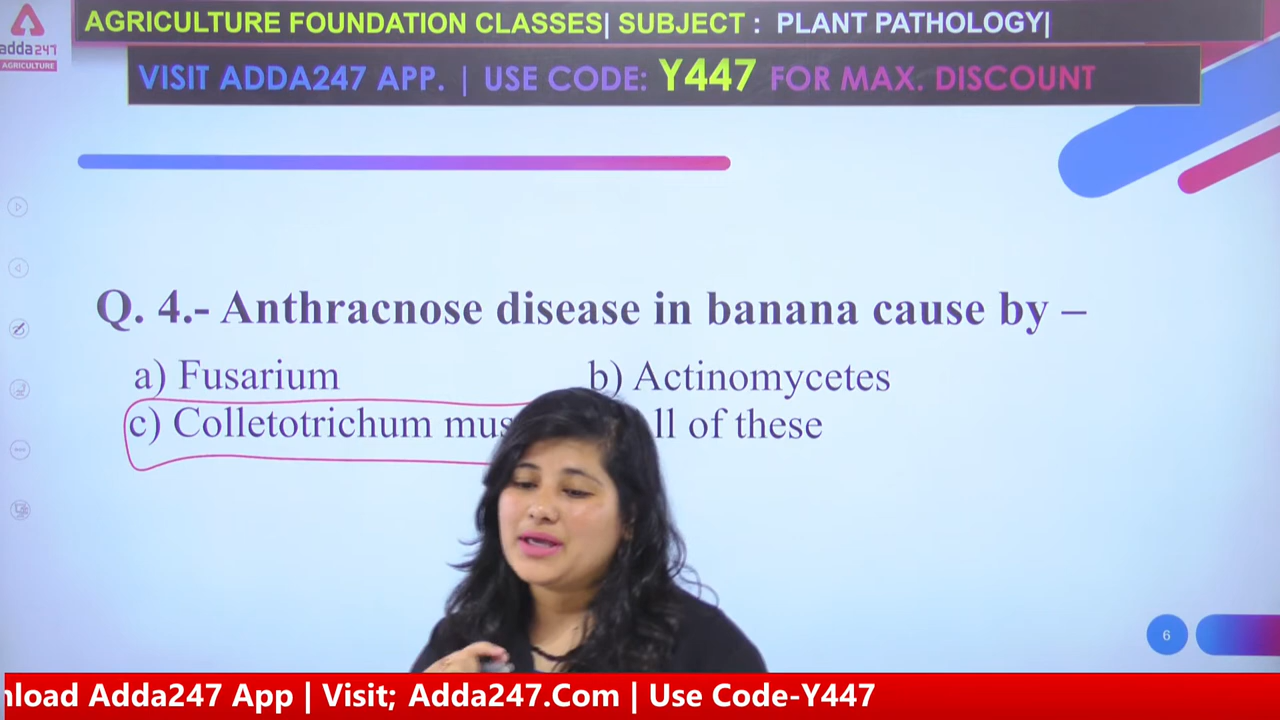 AGRICULTURE FOUNDATION CLASSES| SUBJECT : PLANT PATHOLOGY|
adda247
AGRICULTURE
VISIT ADDA247 APP. | USE CODE: Y447 FOR MAX. DISCOUNT
Q. 4.- Anthracnose disease in banana cause by –
a) Fusarium b) Actinomycetes
c) Colletotrichum of these
6
Adda247 App | Visit; Adda247.Com | Use Code-Y447